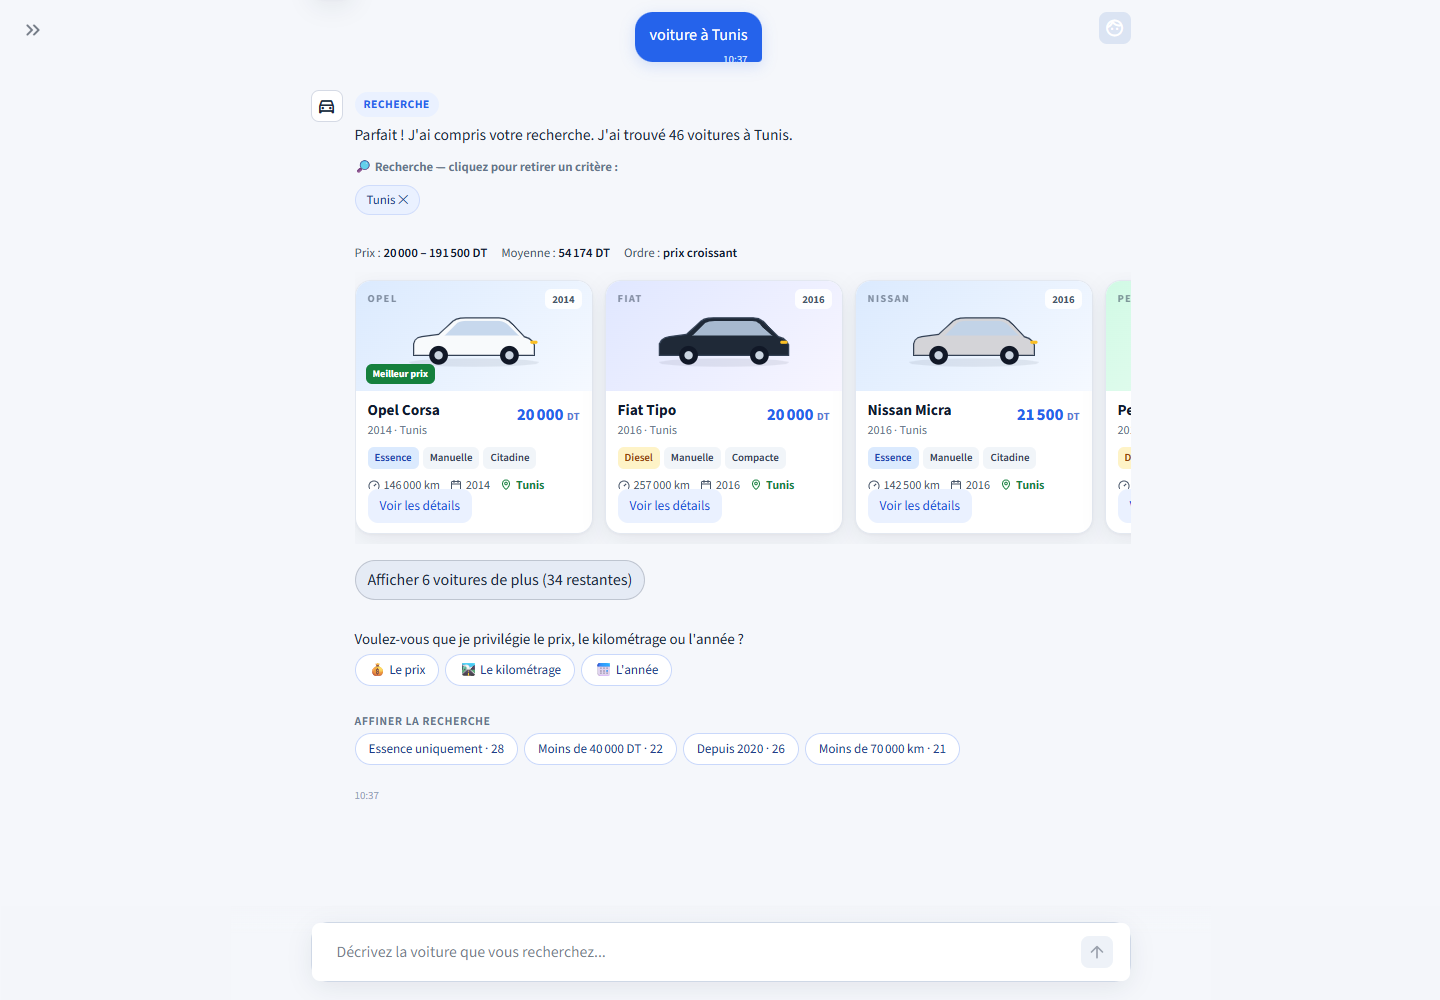 voiture à Tunis
10:37
RECHERCHE
Parfait ! J'ai compris votre recherche. J'ai trouvé 46 voitures à Tunis.
Recherche — cliquez pour retirer un critère :
Tunis
Prix : 20 000 – 191 500 DT Moyenne : 54 174 DT Ordre : prix croissant
OPEL 2014
Meilleur prix
Opel Corsa 20 000 DT
2014 · Tunis
Essence Manuelle Citadine
146 000 km 2014 Tunis
Voir les détails
FIAT 2016
Fiat Tipo 20 000 DT
2016 · Tunis
Diesel Manuelle Compacte
257 000 km 2016 Tunis
Voir les détails
NISSAN 2016
Nissan Micra 21 500 DT
2016 · Tunis
Essence Manuelle Citadine
142 500 km 2016 Tunis
Voir les détails
PE
Pe
20
D
Afficher 6 voitures de plus (34 restantes)
Voulez-vous que je privilégie le prix, le kilométrage ou l'année ?
Le prix Le kilométrage L'année
AFFINER LA RECHERCHE
Essence uniquement · 28 Moins de 40 000 DT · 22 Depuis 2020 · 26 Moins de 70 000 km · 21
10:37
Décrivez la voiture que vous recherchez...